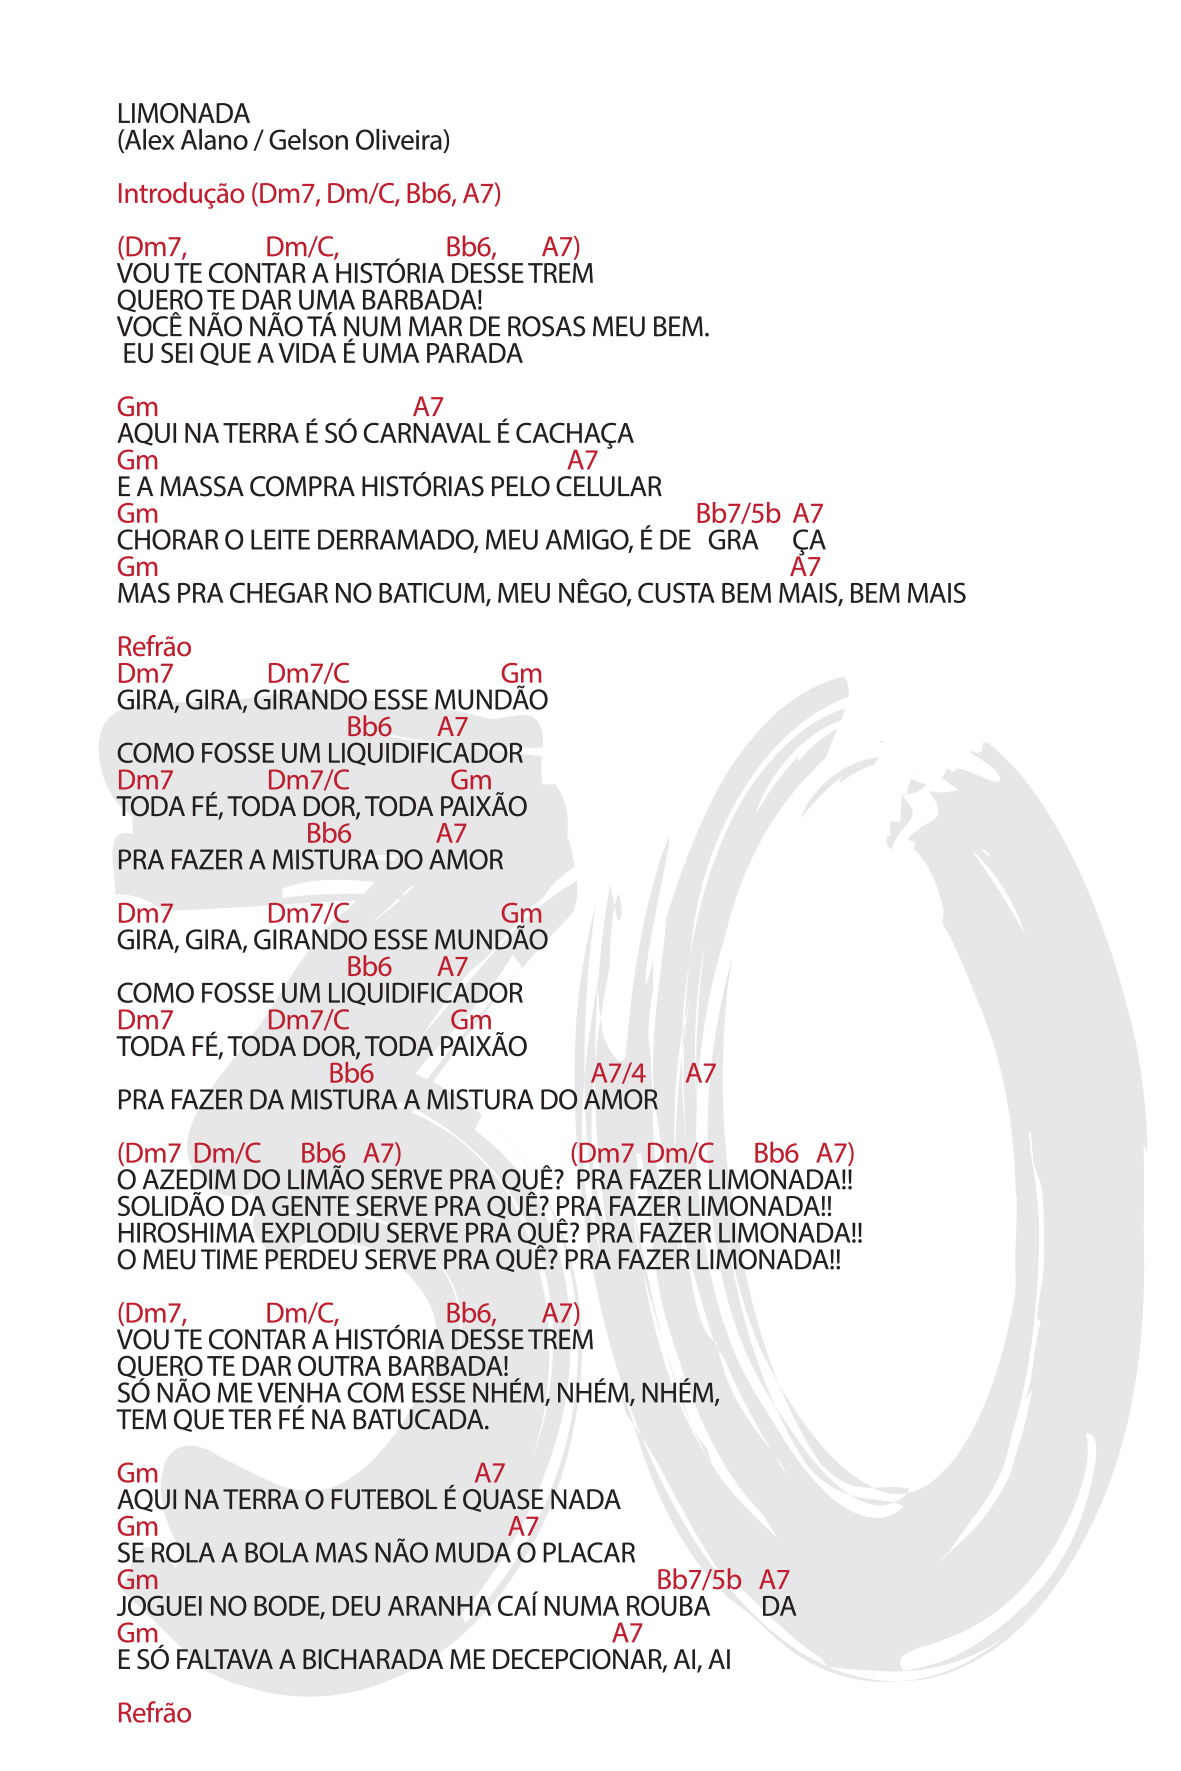 LIMONADA
(Alex Alano / Gelson Oliveira)
Introdução (Dm7, Dm/C, Bb6, A7)
(Dm7, Dm/C, Bb6, A7)
VOU TE CONTAR A HISTÓRIA DESSE TREM
QUERO TE DAR UMA BARBADA!
VOCÊ NÃO NÃO TÁ NUM MAR DE ROSAS MEU BEM.
EU SEI QUE A VIDA É UMA PARADA
Gm A7
AQUI NA TERRA É SÓ CARNAVAL É CACHAÇA
Gm A7
E A MASSA COMPRA HISTÓRIAS PELO CELULAR
Gm Bb7/5b A7
CHORAR O LEITE DERRAMADO, MEU AMIGO, É DE GRA ÇA
Gm A7
MAS PRA CHEGAR NO BATICUM, MEU NÊGO, CUSTA BEM MAIS, BEM MAIS
Refrão
Dm7 Dm7/C Gm
GIRA, GIRA, GIRANDO ESSE MUNDÃO
Bb6 A7
COMO FOSSE UM LIQUIDIFICADOR
Dm7 Dm7/C Gm
TODA FÉ, TODA DOR, TODA PAIXÃO
Bb6 A7
PRA FAZER A MISTURA DO AMOR
Dm7 Dm7/C Gm
GIRA, GIRA, GIRANDO ESSE MUNDÃO
Bb6 A7
COMO FOSSE UM LIQUIDIFICADOR
Dm7 Dm7/C Gm
TODA FÉ, TODA DOR, TODA PAIXÃO
Bb6 A7/4 A7
PRA FAZER DA MISTURA A MISTURA DO AMOR
(Dm7 Dm/C Bb6 A7) (Dm7 Dm/C Bb6 A7)
O AZEDIM DO LIMÃO SERVE PRA QUÊ? PRA FAZER LIMONADA!!
SOLIDÃO DA GENTE SERVE PRA QUÊ? PRA FAZER LIMONADA!!
HIROSHIMA EXPLODIU SERVE PRA QUÊ? PRA FAZER LIMONADA!!
O MEU TIME PERDEU SERVE PRA QUÊ? PRA FAZER LIMONADA!!
(Dm7, Dm/C, Bb6, A7)
VOU TE CONTAR A HISTÓRIA DESSE TREM
QUERO TE DAR OUTRA BARBADA!
SÓ NÃO ME VENHA COM ESSE NHÉM, NHÉM, NHÉM,
TEM QUE TER FÉ NA BATUCADA.
Gm A7
AQUI NA TERRA O FUTEBOL É QUASE NADA
Gm A7
SE ROLA A BOLA MAS NÃO MUDA O PLACAR
Gm Bb7/5b A7
JOGUEI NO BODE, DEU ARANHA CAÍ NUMA ROUBA DA
Gm A7
E SÓ FALTAVA A BICHARADA ME DECEPCIONAR, AI, AI
Refrão
30